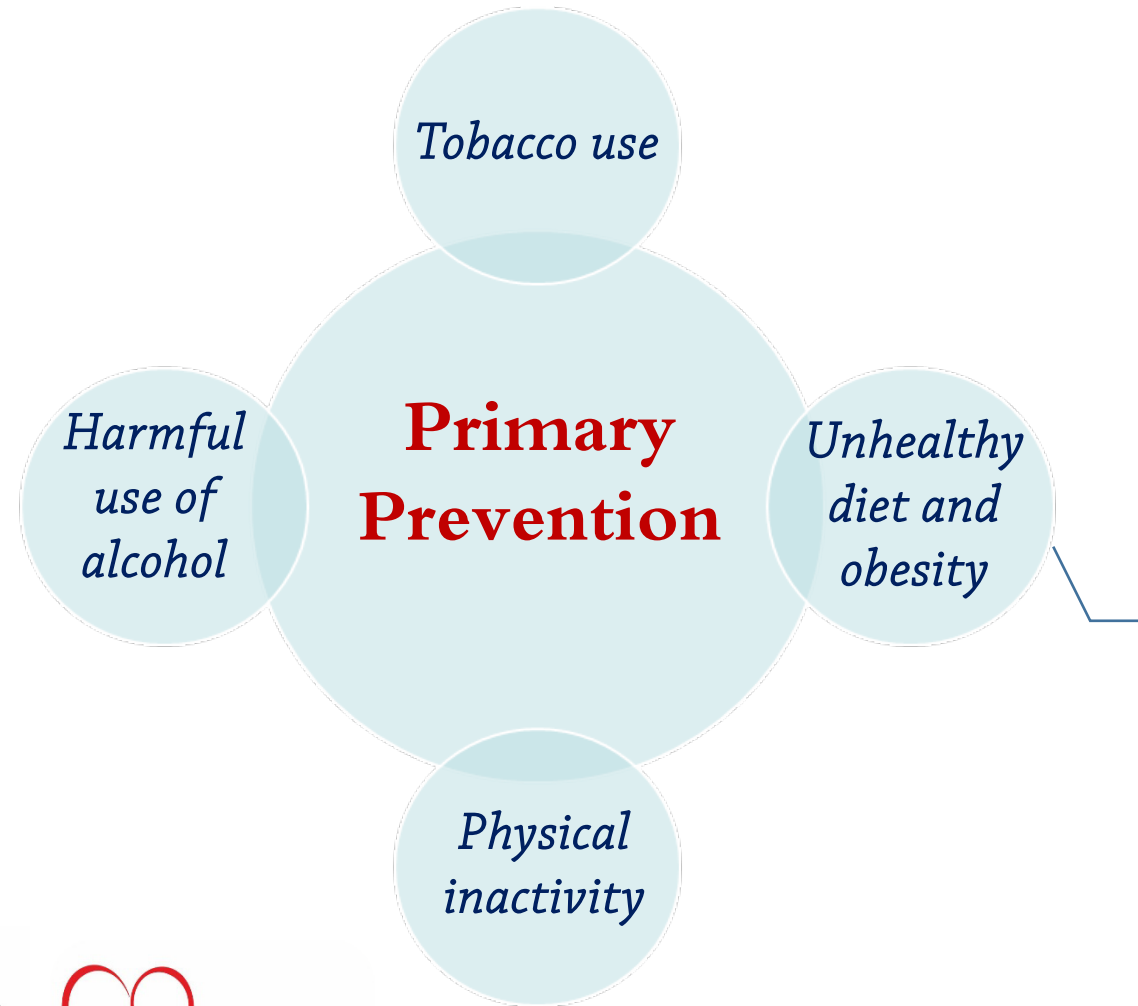 Tobacco use
Harmful
use of
alcohol
Primary
Prevention
Unhealthy
diet and
obesity
Physical
inactivity